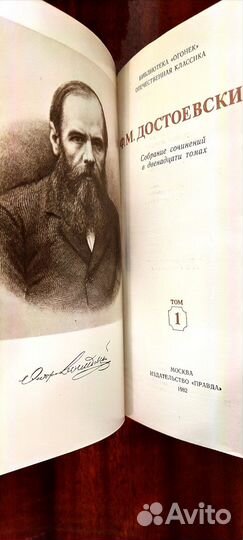 БИБЛИОТЕКА «ОГОНЕК»
ОТЕЧЕСТВЕННАЯ КЛАССИКА
Ф.М. ДОСТОЕВСКИ
Собрание сочинений
в двенадцати томах
ТОМ
1
МОСКВА
ИЗДАТЕЛЬСТВО «ПРАВДА»
1982
Avito